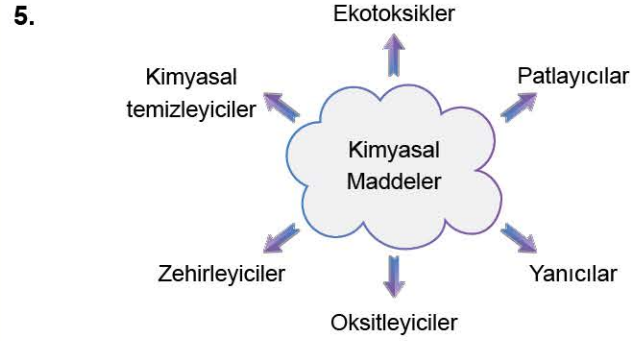 5.
Ekotoksikler
Kimyasal
temizleyiciler
Patlayıcılar
Kimyasal
Maddeler
Zehirleyiciler
Yanıcılar
Oksitleyiciler